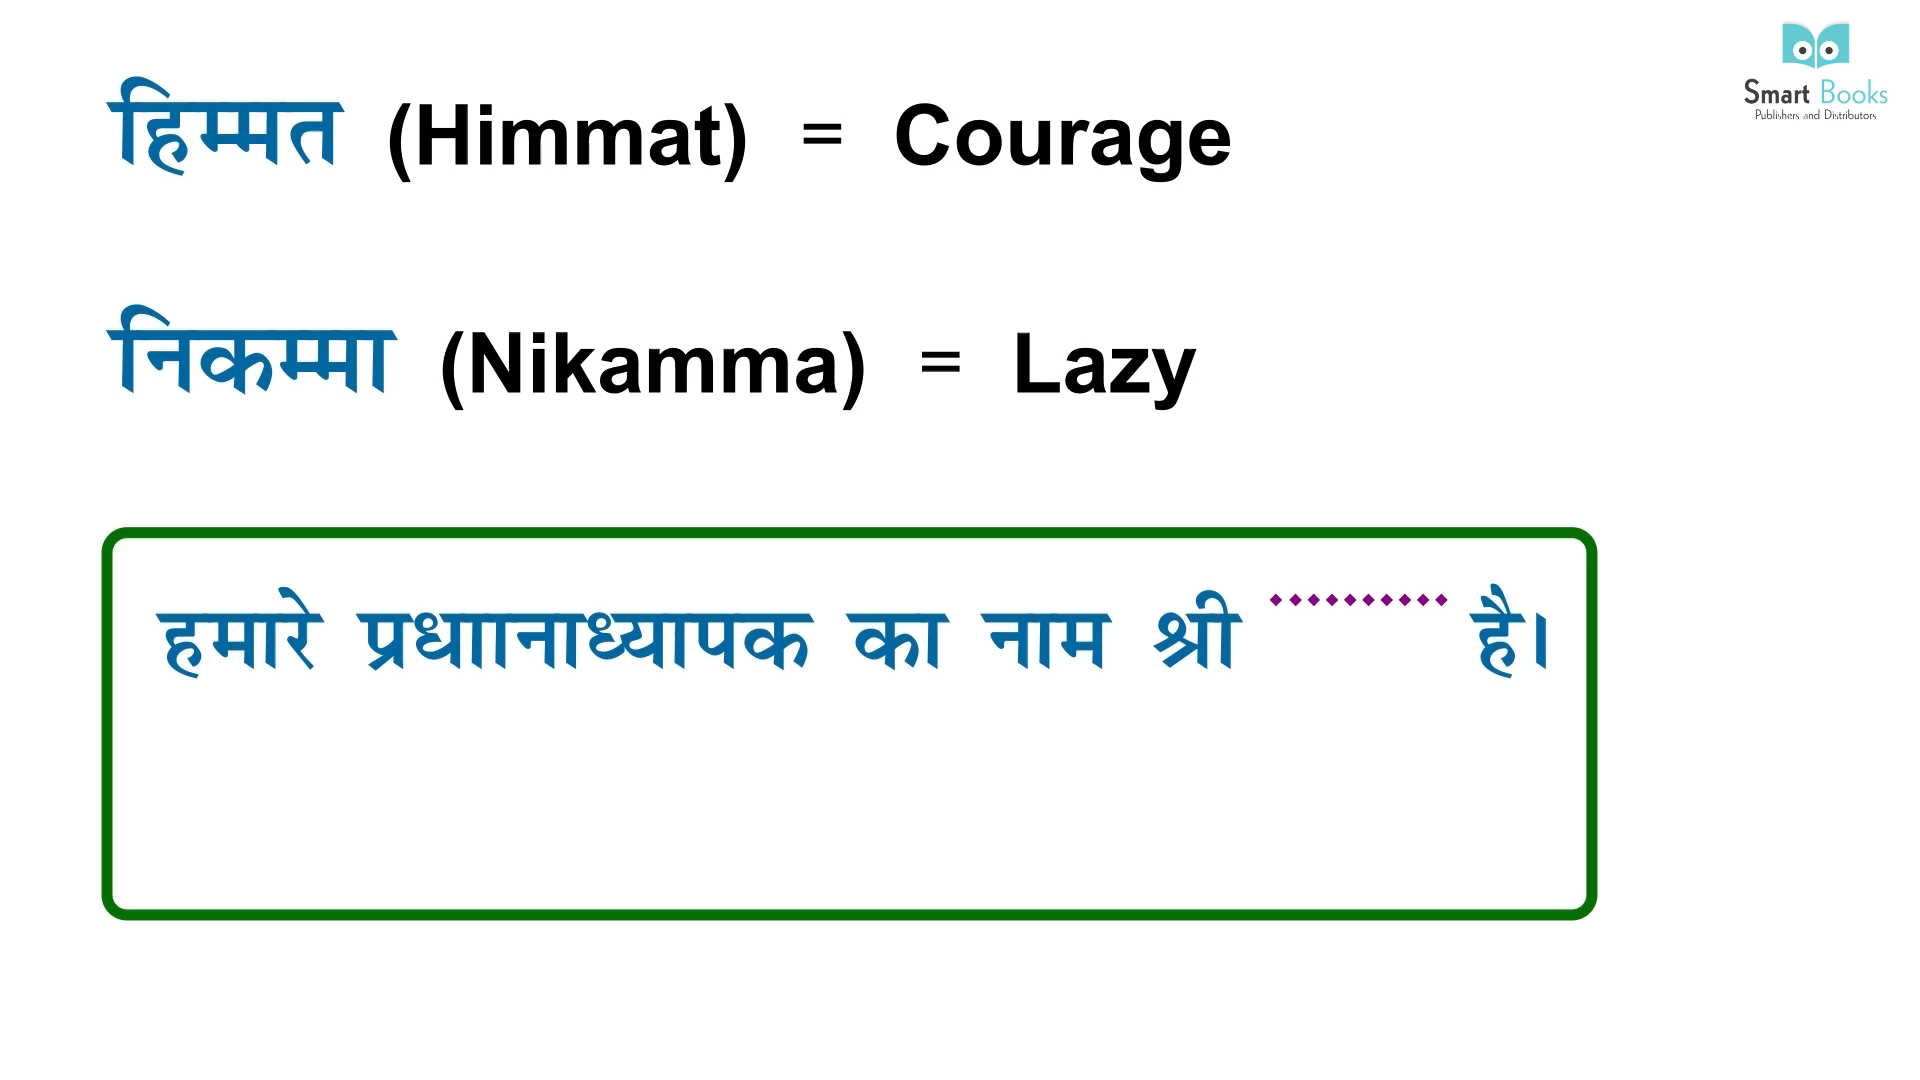 Smart Books
Publishers and Distributors
हिम्मत (Himmat) = Courage
निकम्मा (Nikamma) = Lazy
हमारे प्रधाानाध्यापक का नाम श्री .......... है।